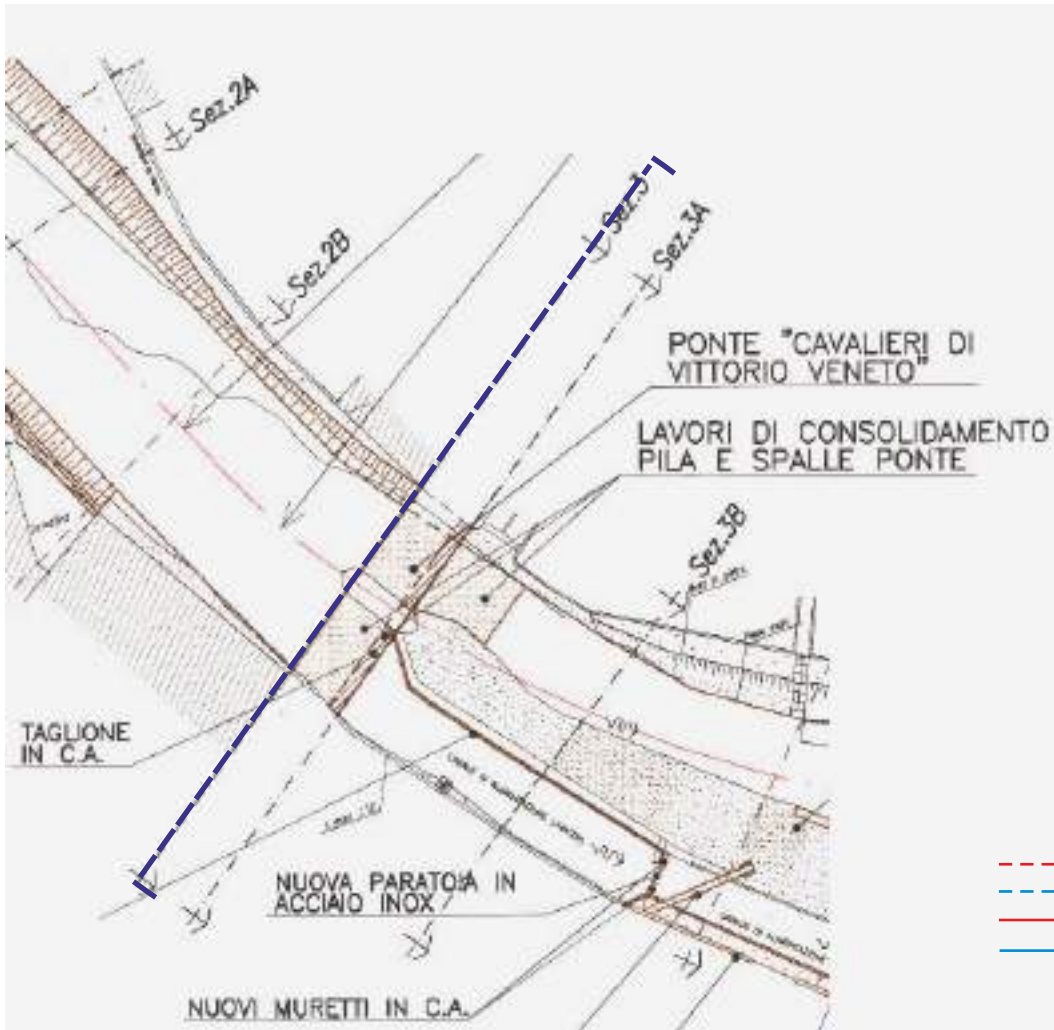 Sez.2A
Sez.2B
Sez.3
Sez.3A
PONTE "CAVALIERI DI
VITTORIO VENETO"
LAVORI DI CONSOLIDAMENTO
PILA E SPALLE PONTE
Sez.3B
TAGLIONE
IN C.A.
NUOVA PARATOIA IN
ACCIAIO INOX
NUOVI MURETTI IN C.A.